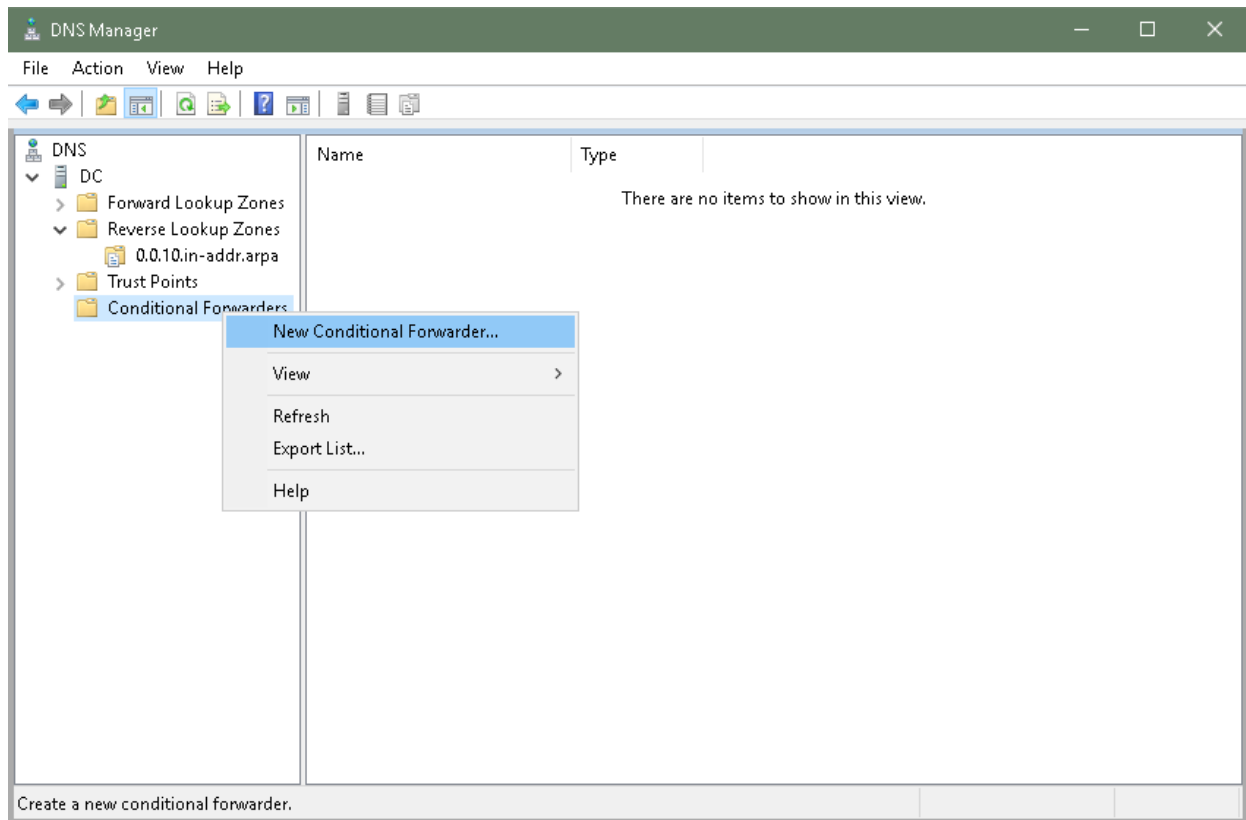 DNS Manager
File Action View Help
DNS
Name Type
DC
There are no items to show in this view.
Forward Lookup Zones
Reverse Lookup Zones
0.0.10.in-addr.arpa
Trust Points
Conditional Forwarders
New Conditional Forwarder...
View
Refresh
Export List...
Help
Create a new conditional forwarder.